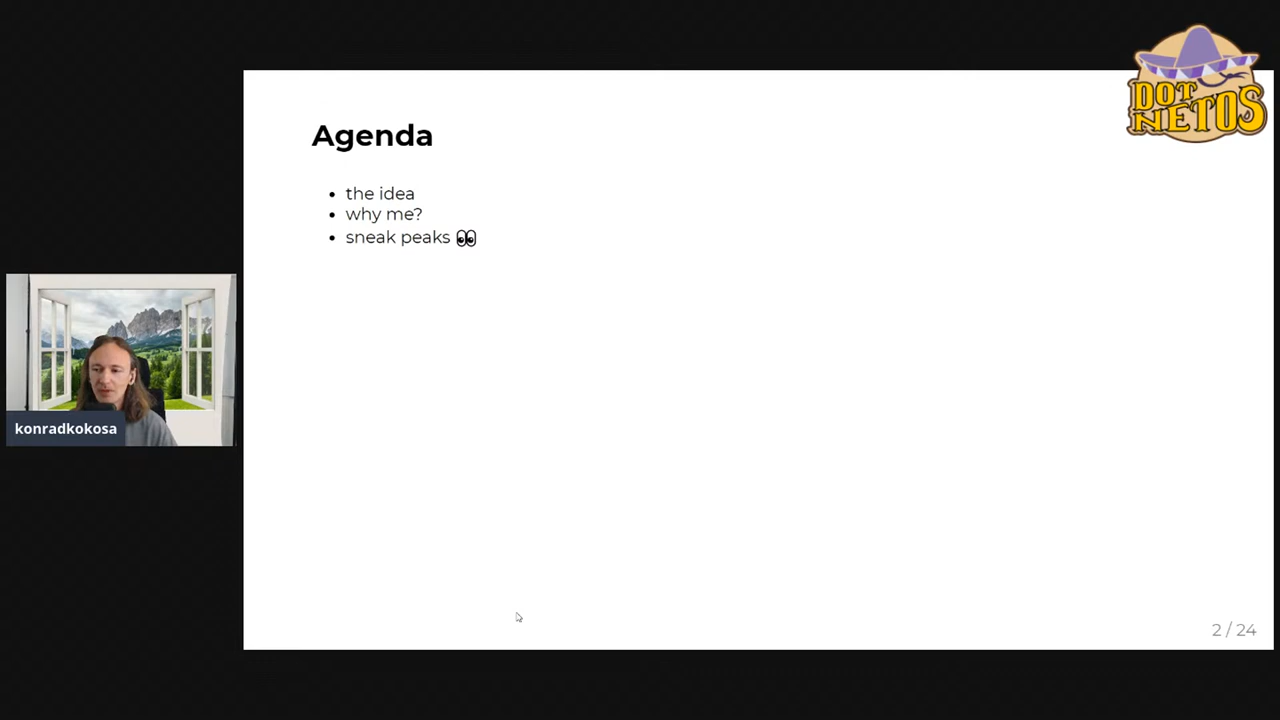 DOT
NETOS
Agenda
the idea
why me?
sneak peaks 👀
konradkokosa
2 / 24